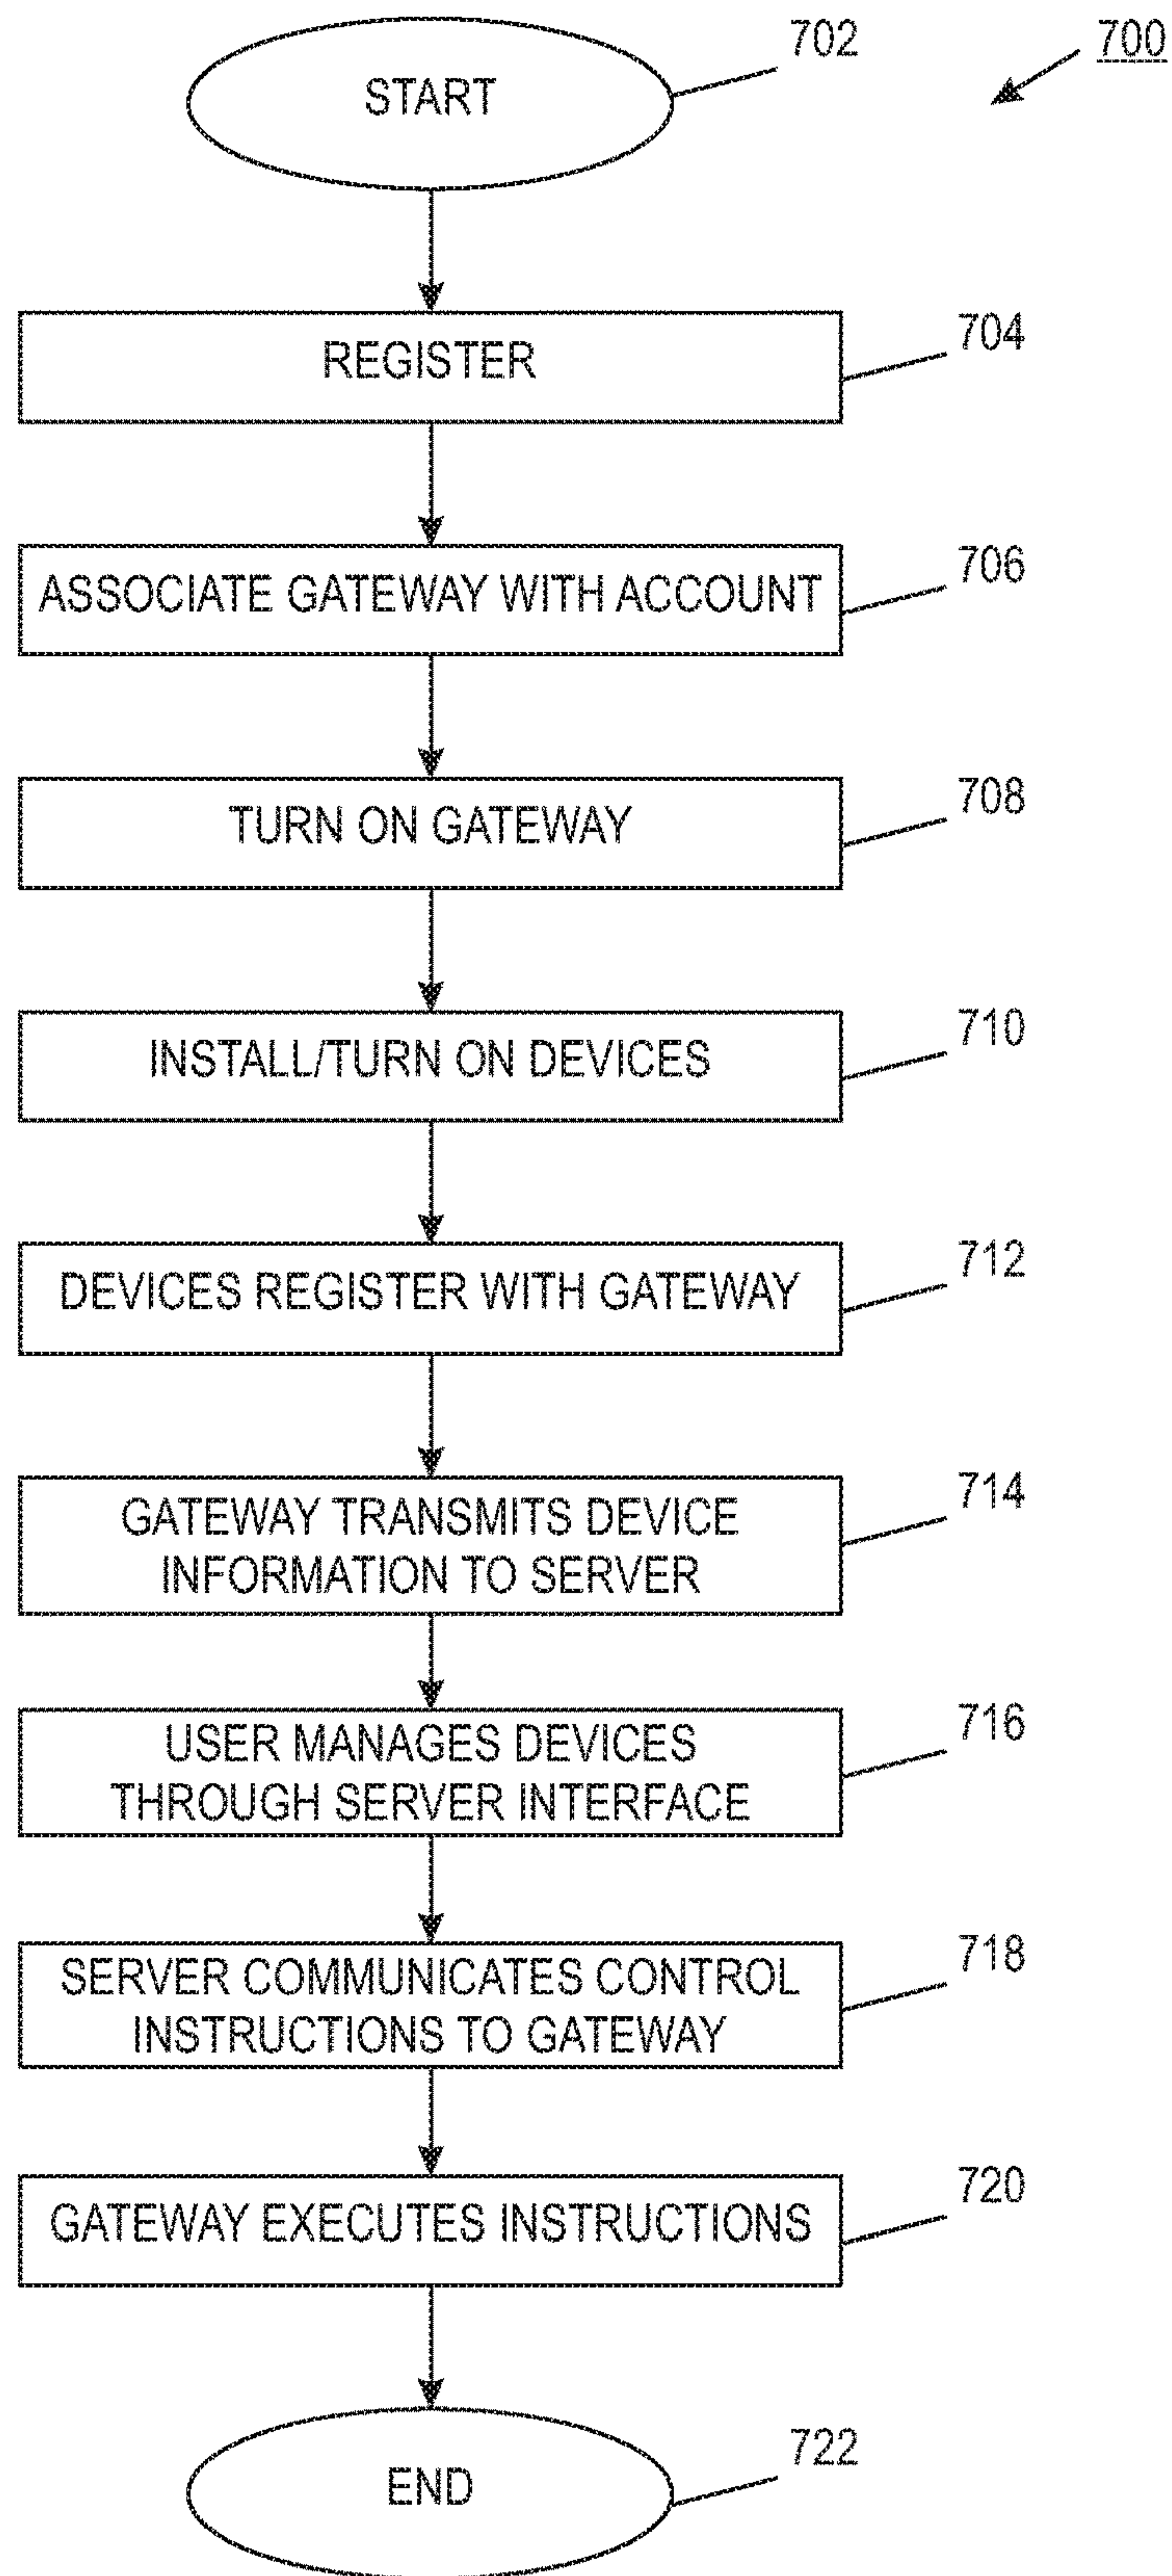 702
700
START
704
REGISTER
706
ASSOCIATE GATEWAY WITH ACCOUNT
708
TURN ON GATEWAY
710
INSTALL/TURN ON DEVICES
712
DEVICES REGISTER WITH GATEWAY
714
GATEWAY TRANSMITS DEVICE
INFORMATION TO SERVER
716
USER MANAGES DEVICES
THROUGH SERVER INTERFACE
718
SERVER COMMUNICATES CONTROL
INSTRUCTIONS TO GATEWAY
720
GATEWAY EXECUTES INSTRUCTIONS
722
END